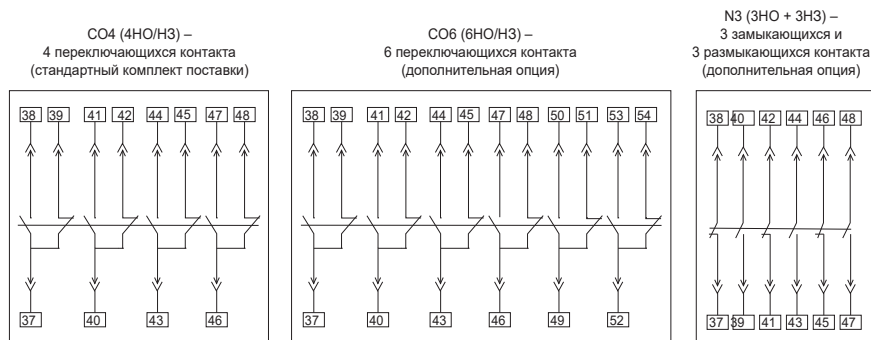 CO4 (4НО/НЗ) –
4 переключающихся контакта
(стандартный комплект поставки)
38 39 41 42 44 45 47 48
37 40 43 46
CO6 (6НО/НЗ) –
6 переключающихся контакта
(дополнительная опция)
38 39 41 42 44 45 47 48 50 51 53 54
37 40 43 46 49 52
N3 (3НО + 3НЗ) –
3 замыкающихся и
3 размыкающихся контакта
(дополнительная опция)
38 40 42 44 46 48
37 39 41 43 45 47